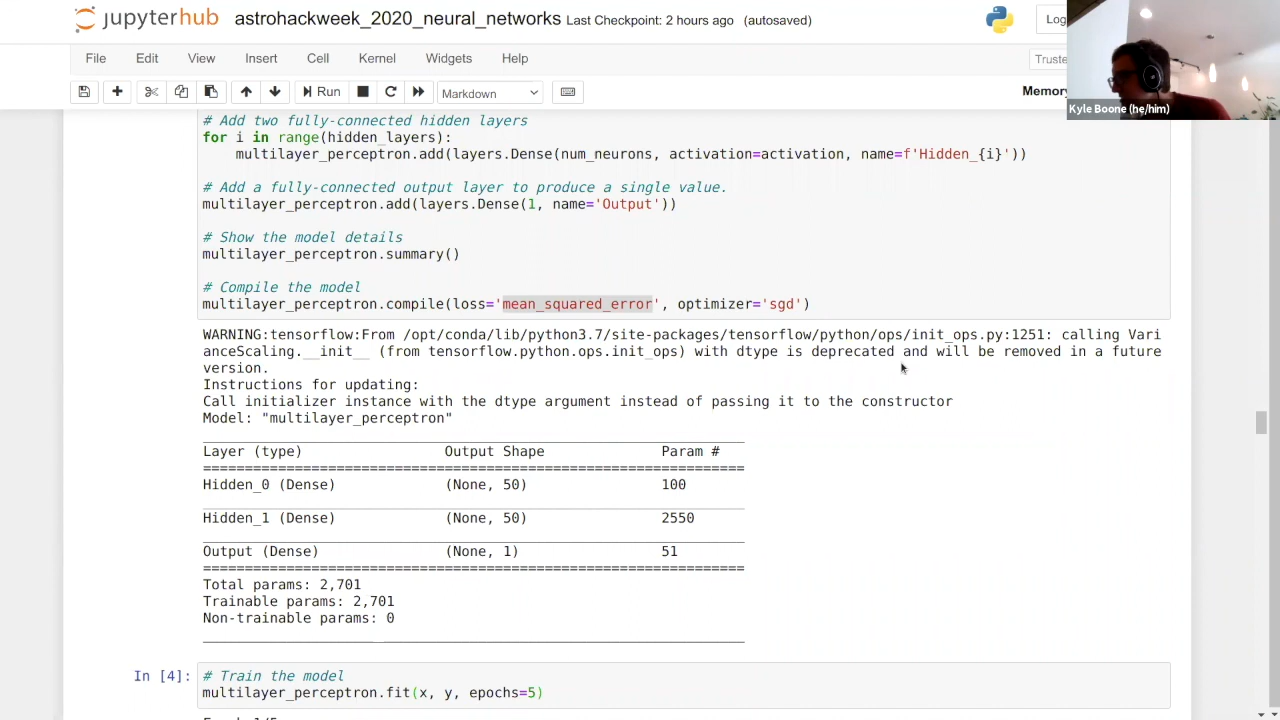 jupyterhub astrohackweek_2020_neural_networks Last Checkpoint: 2 hours ago (autosaved)
Log
File Edit View Insert Cell Kernel Widgets Help
Truste
Run Markdown
Memory
Kyle Boone (he/him)
# Add two fully-connected hidden layers
for i in range(hidden_layers):
    multilayer_perceptron.add(layers.Dense(num_neurons, activation=activation, name=f'Hidden_{i}'))
# Add a fully-connected output layer to produce a single value.
multilayer_perceptron.add(layers.Dense(1, name='Output'))
# Show the model details
multilayer_perceptron.summary()
# Compile the model
multilayer_perceptron.compile(loss='mean_squared_error', optimizer='sgd')
WARNING:tensorflow:From /opt/conda/lib/python3.7/site-packages/tensorflow/python/ops/init_ops.py:1251: calling Vari
anceScaling.__init__ (from tensorflow.python.ops.init_ops) with dtype is deprecated and will be removed in a future
version.
Instructions for updating:
Call initializer instance with the dtype argument instead of passing it to the constructor
Model: "multilayer_perceptron"
Layer (type) Output Shape Param #
Hidden_0 (Dense) (None, 50) 100
Hidden_1 (Dense) (None, 50) 2550
Output (Dense) (None, 1) 51
Total params: 2,701
Trainable params: 2,701
Non-trainable params: 0
In [4]: # Train the model
multilayer_perceptron.fit(x, y, epochs=5)